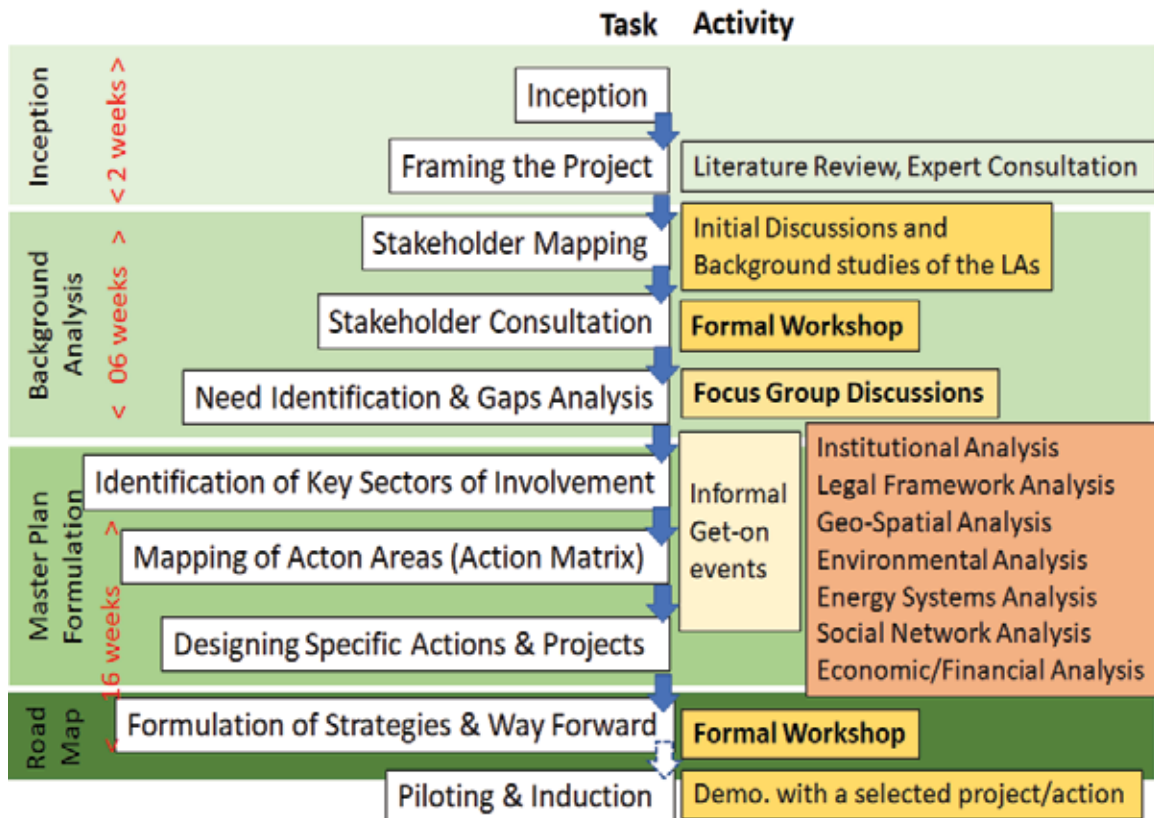 Task Activity
Inception
< 2 weeks >
Inception
Framing the Project
Literature Review, Expert Consultation
Background
Analysis
< 06 weeks >
Stakeholder Mapping
Initial Discussions and
Background studies of the LAs
Stakeholder Consultation
Formal Workshop
Need Identification & Gaps Analysis
Focus Group Discussions
Master Plan
Formulation
< 16 weeks >
Identification of Key Sectors of Involvement
Mapping of Acton Areas (Action Matrix)
Designing Specific Actions & Projects
Informal
Get-on
events
Institutional Analysis
Legal Framework Analysis
Geo-Spatial Analysis
Environmental Analysis
Energy Systems Analysis
Social Network Analysis
Economic/Financial Analysis
Road
Map
Formulation of Strategies & Way Forward
Formal Workshop
Piloting & Induction
Demo. with a selected project/action